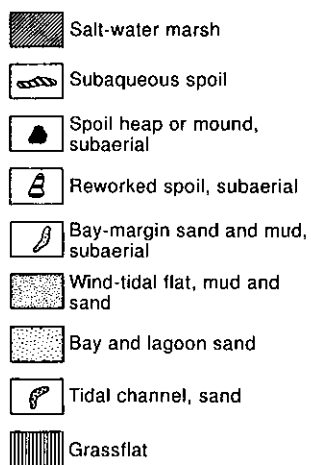 Salt-water marsh
Subaqueous spoil
Spoil heap or mound,
subaerial
Reworked spoil, subaerial
Bay-margin sand and mud,
subaerial
Wind-tidal flat, mud and
sand
Bay and lagoon sand
Tidal channel, sand
Grassflat